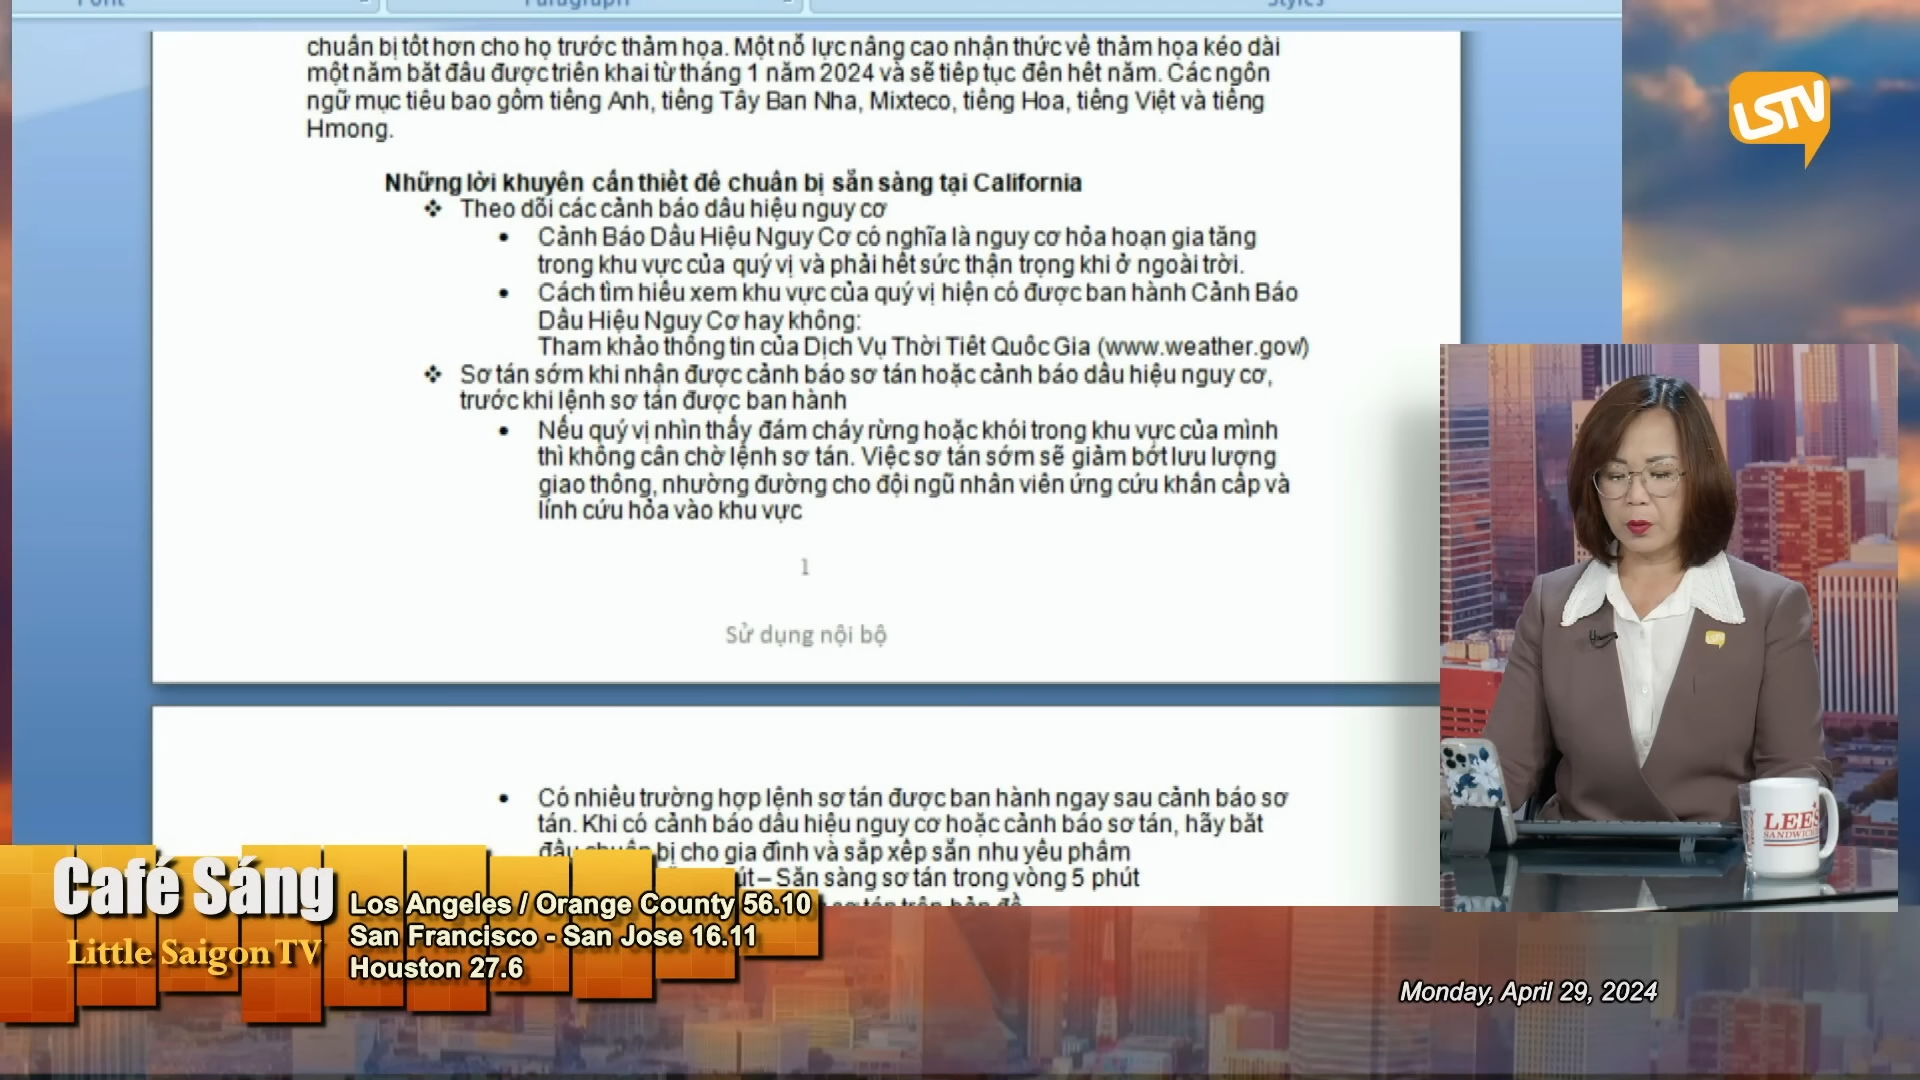 Font
Paragraph
Styles
chuẩn bị tốt hơn cho họ trước thảm họa. Một nỗ lực nâng cao nhận thức về thảm họa kéo dài
một năm bắt đầu được triển khai từ tháng 1 năm 2024 và sẽ tiếp tục đến hết năm. Các ngôn
ngữ mục tiêu bao gồm tiếng Anh, tiếng Tây Ban Nha, Mixteco, tiếng Hoa, tiếng Việt và tiếng
Hmong.
Những lời khuyên cần thiết để chuẩn bị sẵn sàng tại California
❖ Theo dõi các cảnh báo dấu hiệu nguy cơ
• Cảnh Báo Dấu Hiệu Nguy Cơ có nghĩa là nguy cơ hỏa hoạn gia tăng
trong khu vực của quý vị và phải hết sức thận trọng khi ở ngoài trời.
• Cách tìm hiểu xem khu vực của quý vị hiện có được ban hành Cảnh Báo
Dấu Hiệu Nguy Cơ hay không:
Tham khảo thông tin của Dịch Vụ Thời Tiết Quốc Gia (www.weather.gov/)
❖ Sơ tán sớm khi nhận được cảnh báo sơ tán hoặc cảnh báo dấu hiệu nguy cơ,
trước khi lệnh sơ tán được ban hành
• Nếu quý vị nhìn thấy đám cháy rừng hoặc khói trong khu vực của mình
thì không cần chờ lệnh sơ tán. Việc sơ tán sớm sẽ giảm bớt lưu lượng
giao thông, nhường đường cho đội ngũ nhân viên ứng cứu khẩn cấp và
lính cứu hỏa vào khu vực
1
Sử dụng nội bộ
• Có nhiều trường hợp lệnh sơ tán được ban hành ngay sau cảnh báo sơ
tán. Khi có cảnh báo dấu hiệu nguy cơ hoặc cảnh báo sơ tán, hãy bắt
đầu chuẩn bị cho gia đình và sắp xếp sẵn nhu yếu phẩm
út – Sẵn sàng sơ tán trong vòng 5 phút
sơ tán trên bản đồ
LSTV
LSTV
LEE'S
SANDWICHES
Café Sáng
Little Saigon TV
Los Angeles / Orange County 56.10
San Francisco - San Jose 16.11
Houston 27.6
Monday, April 29, 2024